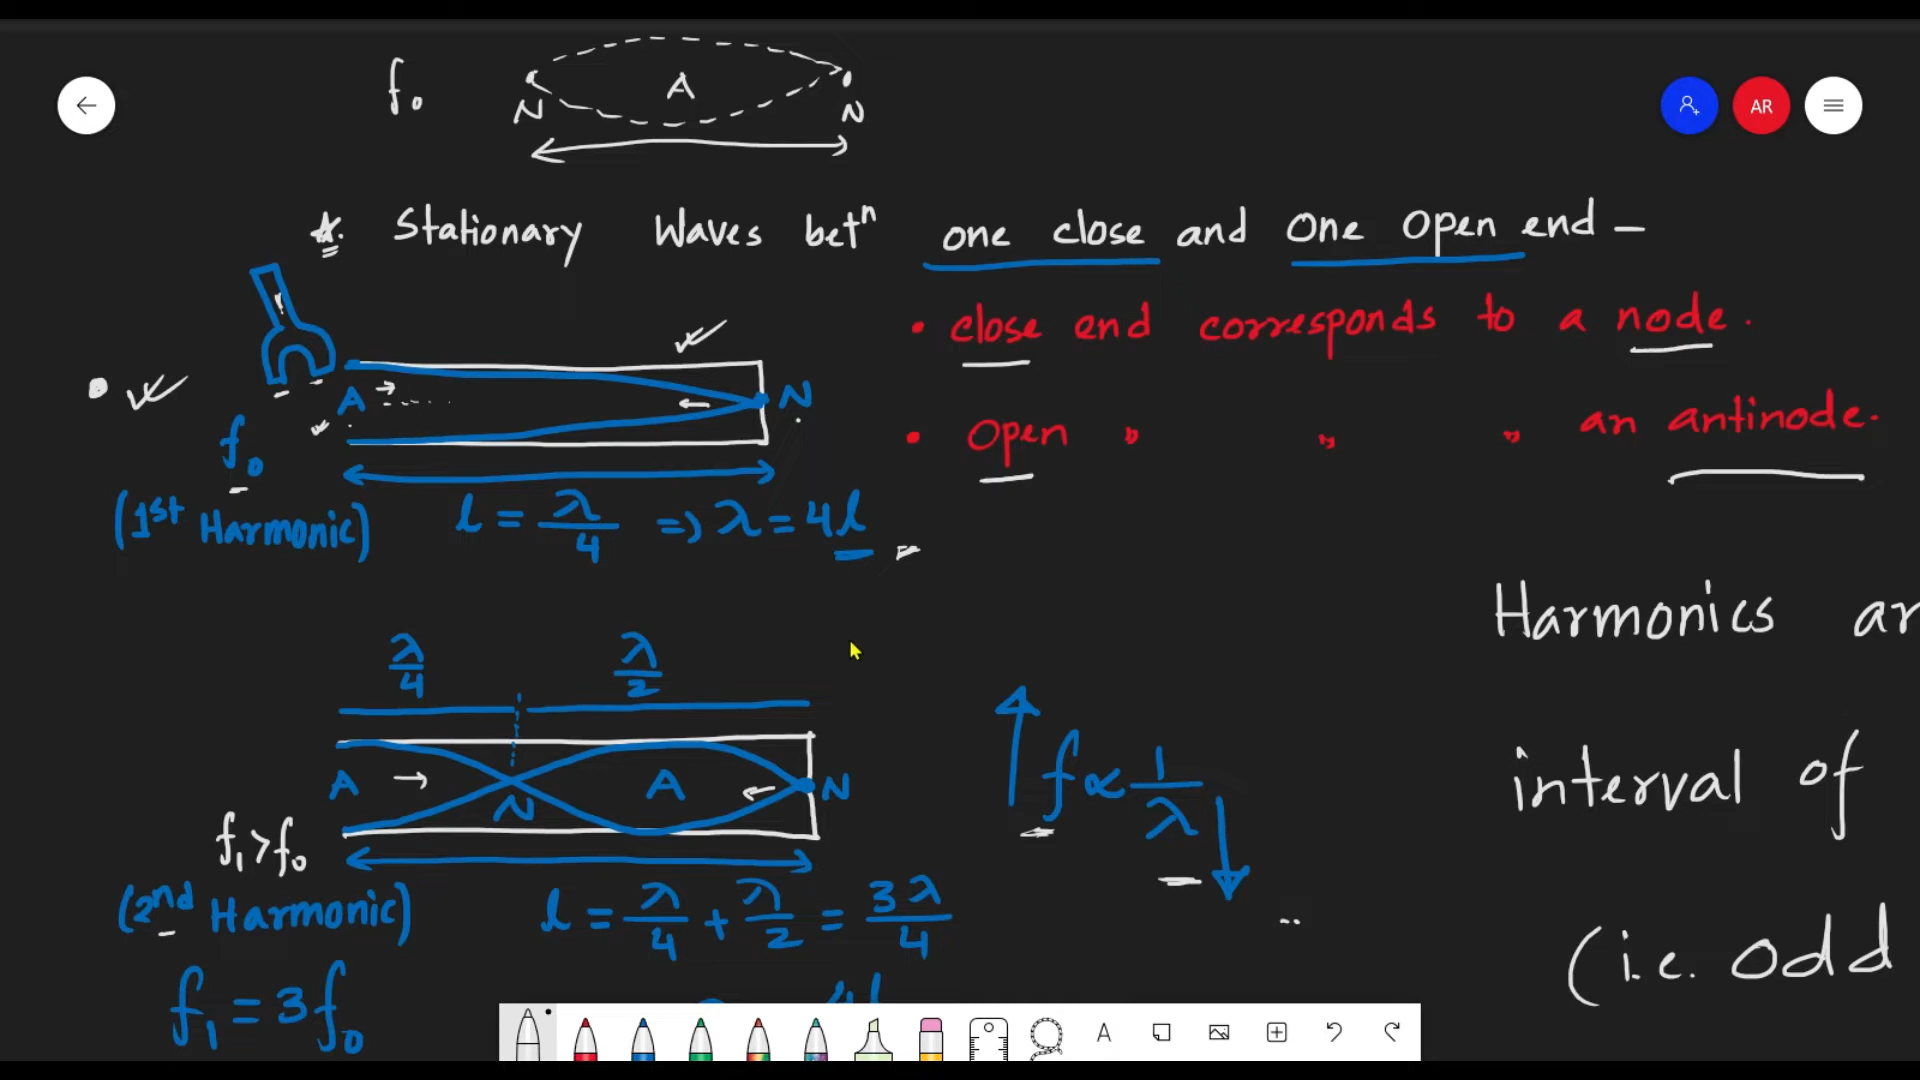 f₀ N A N
AR
* Stationary Waves betⁿ one close and One Open end –
• close end corresponds to a node.
A N
• Open " " " an antinode.
f₀
(1st Harmonic) l = λ/4 => λ = 4l
λ/4 λ/2
Harmonics ar
A N A N
f ∝ 1/λ
interval of
f₁ > f₀
(2nd Harmonic) l = λ/4 + λ/2 = 3λ/4
(i.e. odd
f₁ = 3f₀
A